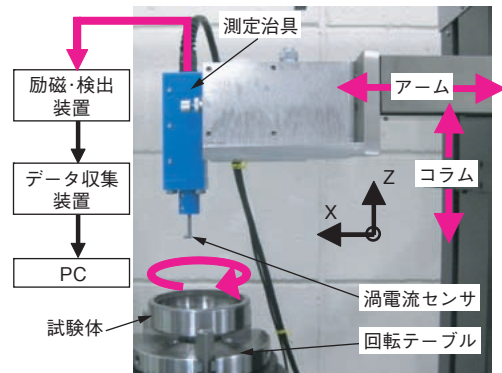 測定治具
励磁・検出
装置
アーム
データ収集
装置
コラム
Z
X
PC
渦電流センサ
試験体
回転テーブル